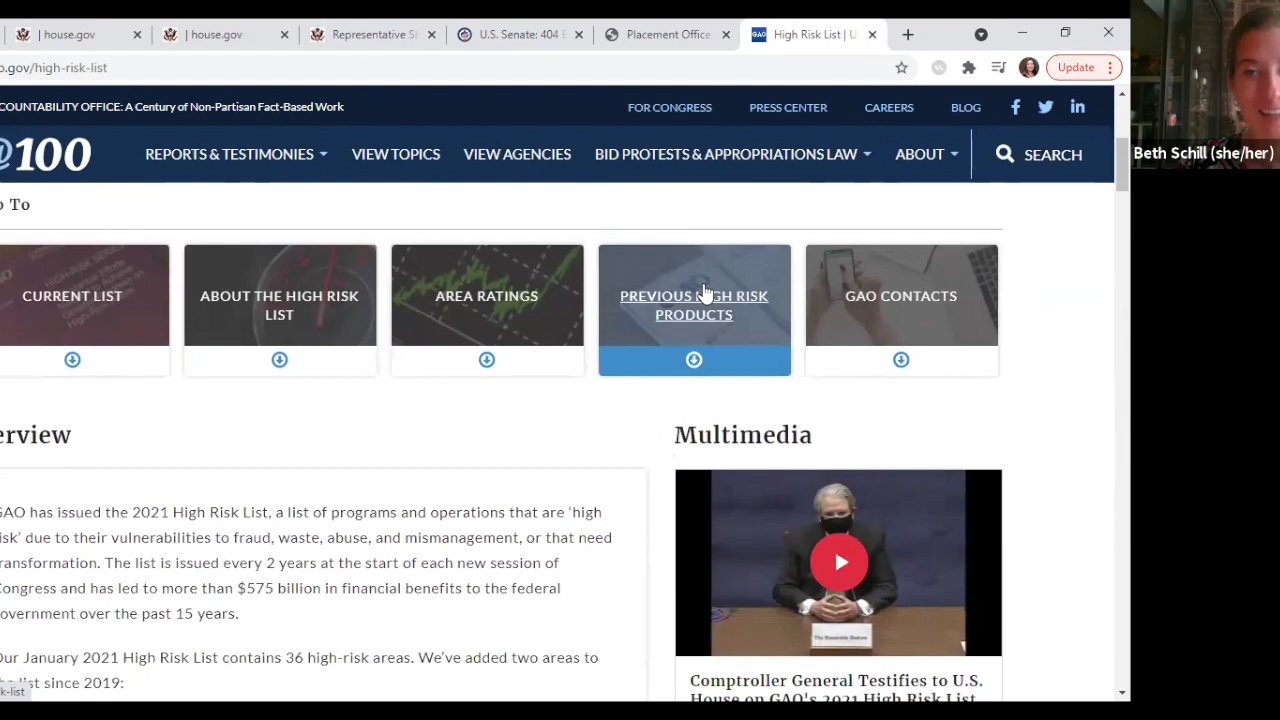 | house.gov
| house.gov
Representative S
U.S. Senate: 404 E
Placement Office
High Risk List | U
o.gov/high-risk-list
Update
COUNTABILITY OFFICE: A Century of Non-Partisan Fact-Based Work
FOR CONGRESS
PRESS CENTER
CAREERS
BLOG
@100
REPORTS & TESTIMONIES
VIEW TOPICS
VIEW AGENCIES
BID PROTESTS & APPROPRIATIONS LAW
ABOUT
SEARCH
Beth Schill (she/her)
p To
CURRENT LIST
ABOUT THE HIGH RISK
LIST
AREA RATINGS
PREVIOUS HIGH RISK
PRODUCTS
GAO CONTACTS
erview
Multimedia
GAO has issued the 2021 High Risk List, a list of programs and operations that are ‘high
isk’ due to their vulnerabilities to fraud, waste, abuse, and mismanagement, or that need
ransformation. The list is issued every 2 years at the start of each new session of
Congress and has led to more than $575 billion in financial benefits to the federal
overnment over the past 15 years.
Our January 2021 High Risk List contains 36 high-risk areas. We’ve added two areas to
he list since 2019:
k-list
Comptroller General Testifies to U.S.
House on GAO's 2021 High Risk List